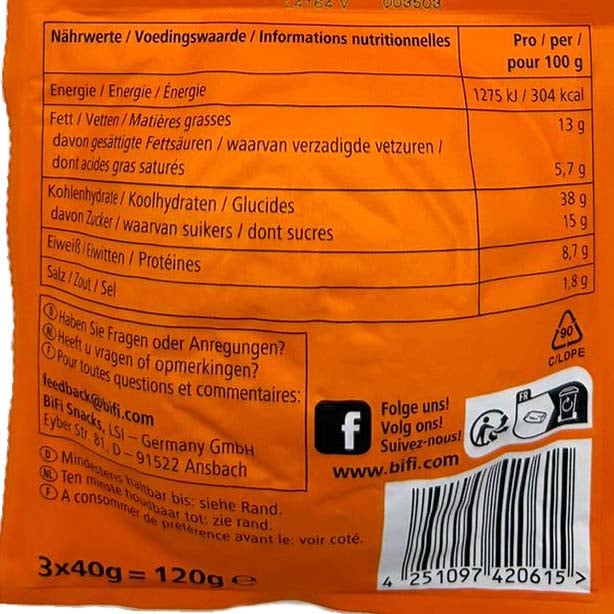 L4164 V 003503
Nährwerte / Voedingswaarde / Informations nutritionnelles
Pro / per /
pour 100 g
Energie / Energie / Énergie
1275 kJ / 304 kcal
Fett / Vetten / Matières grasses
13 g
davon gesättigte Fettsäuren / waarvan verzadigde vetzuren /
dont acides gras saturés
5,7 g
Kohlenhydrate / Koolhydraten / Glucides
38 g
davon Zucker / waarvan suikers / dont sucres
15 g
Eiweiß / Eiwitten / Protéines
8,7 g
Salz / Zout / Sel
1,8 g
D Haben Sie Fragen oder Anregungen?
NL Heeft u vragen of opmerkingen?
F Pour toutes questions et commentaires:
feedback@bifi.com
BiFi Snacks, LSI – Germany GmbH
Eyber Str. 81, D – 91522 Ansbach
90
C/LDPE
f
Folge uns!
Volg ons!
Suivez-nous!
www.bifi.com
FR
D Mindestens haltbar bis: siehe Rand.
NL Ten minste houdbaar tot: zie rand.
F A consommer de préférence avant le: voir coté.
3x40g = 120g e
4 251097 420615 >